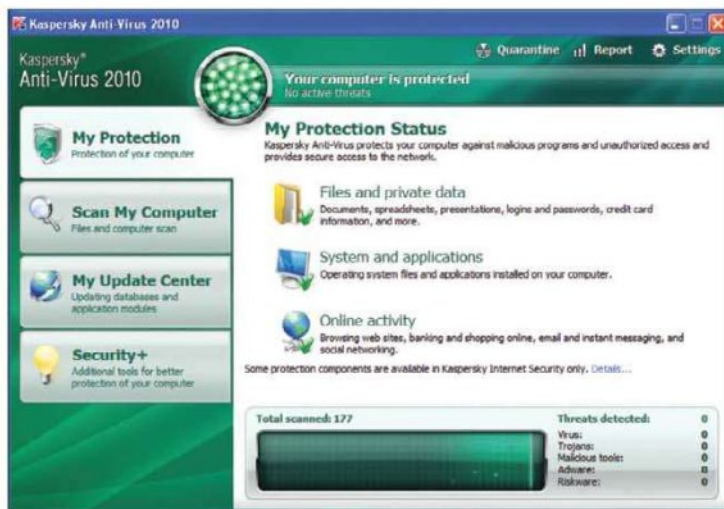 Kaspersky Anti-Virus 2010
Kaspersky®
Anti-Virus 2010
Quarantine Report Settings
Your computer is protected
No active threats
My Protection
Protection of your computer
Scan My Computer
Files and computer scan
My Update Center
Updating databases and
application modules
Security+
Additional tools for better
protection of your computer
My Protection Status
Kaspersky Anti-Virus protects your computer against malicious programs and unauthorized access and
provides secure access to the network.
Files and private data
Documents, spreadsheets, presentations, logins and passwords, credit card
information, and more.
System and applications
Operating system files and applications installed on your computer.
Online activity
Browsing web sites, banking and shopping online, email and instant messaging, and
social networking.
Some protection components are available in Kaspersky Internet Security only. Details...
Total scanned: 177
Threats detected: 0
Virus: 0
Trojans: 0
Malicious tools: 0
Adware: 0
Riskware: 0